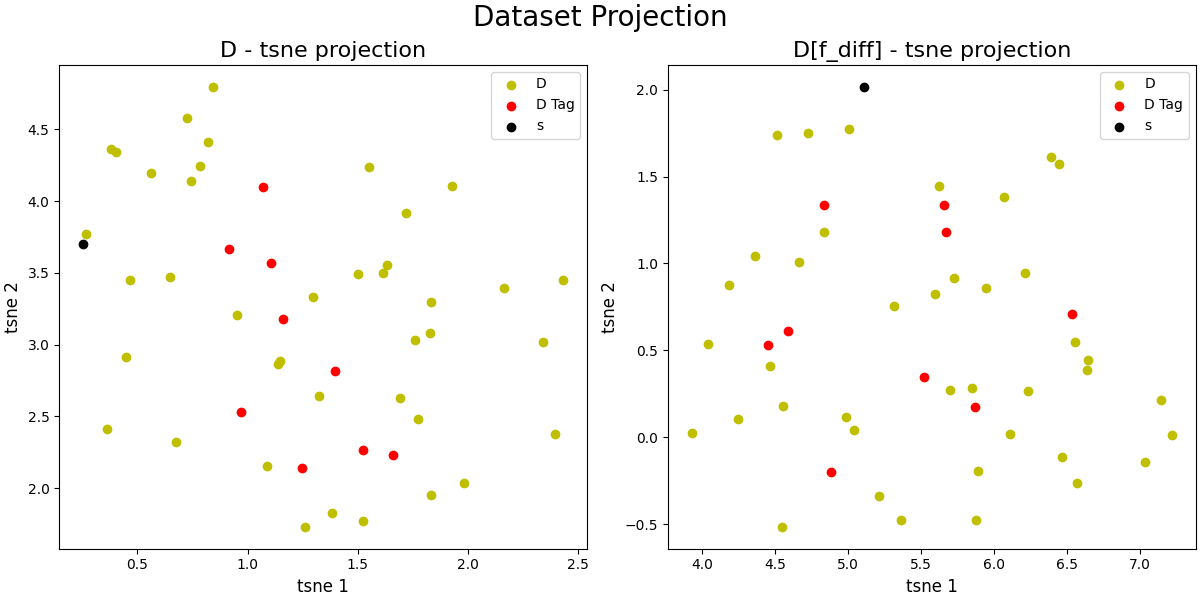 Dataset Projection
D - tsne projection
D
D Tag
s
4.5
4.0
3.5
3.0
2.5
2.0
tsne 2
0.5
1.0
1.5
2.0
2.5
tsne 1
D[f_diff] - tsne projection
D
D Tag
s
2.0
1.5
1.0
0.5
0.0
−0.5
tsne 2
4.0
4.5
5.0
5.5
6.0
6.5
7.0
tsne 1